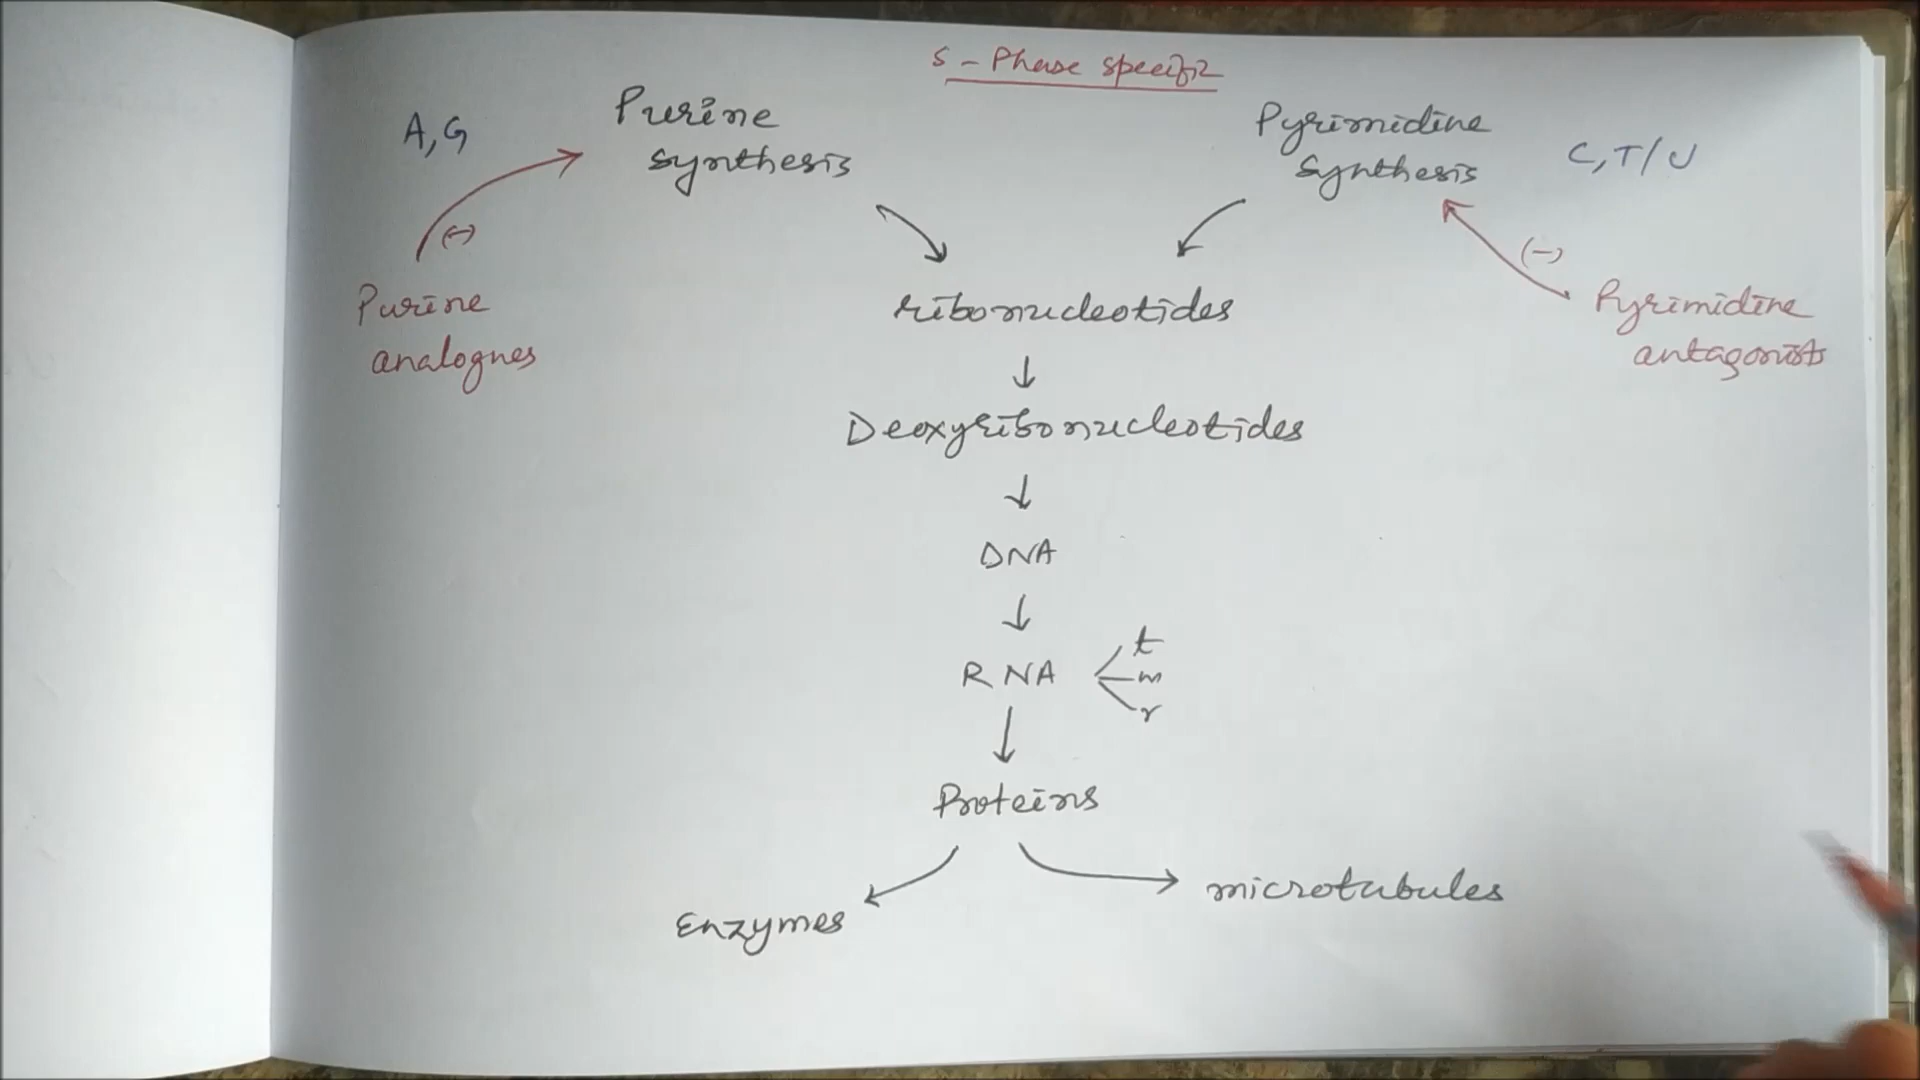 S - Phase specific
A, G
Purine
synthesis
Pyrimidine
Synthesis
C, T/U
(-)
(-)
Purine
analogues
ribonucleotides
Pyrimidine
antagonists
Deoxyribonucleotides
DNA
RNA
t
m
r
Proteins
Enzymes
microtubules